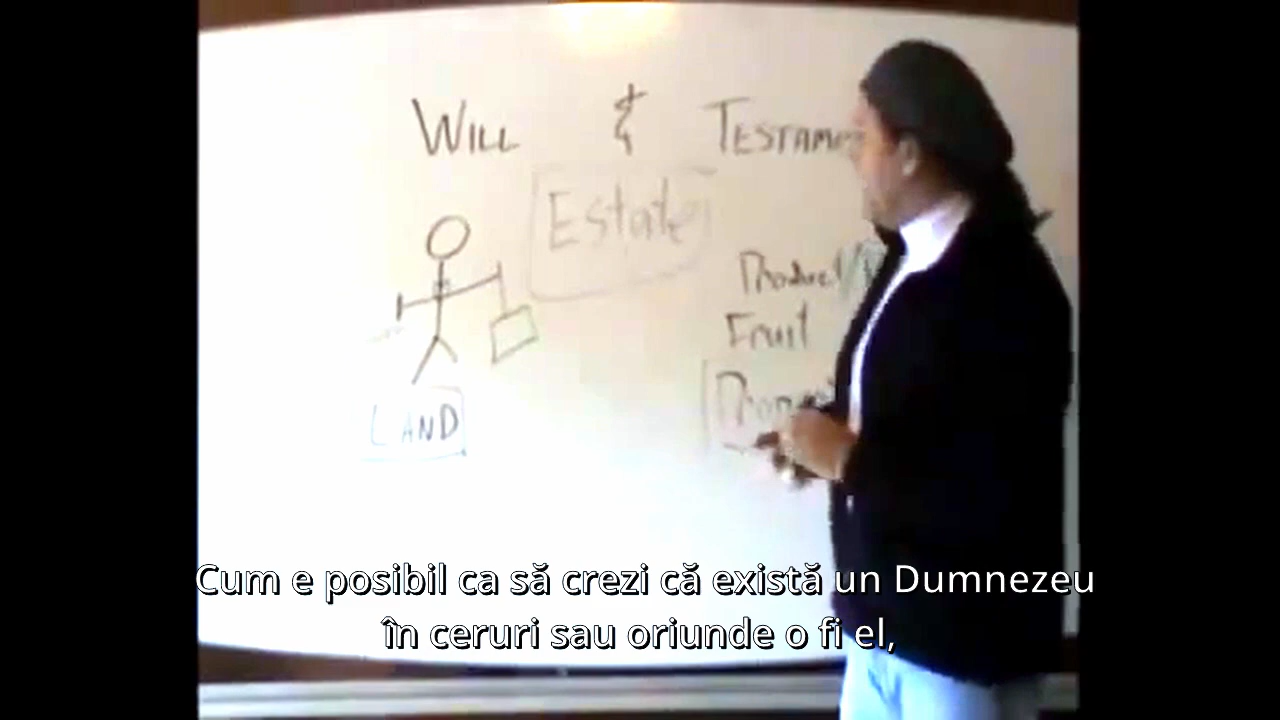 WILL & TESTAM
Estate
Product/
Fruit
LAND
Cum e posibil ca să crezi că există un Dumnezeu
în ceruri sau oriunde o fi el,